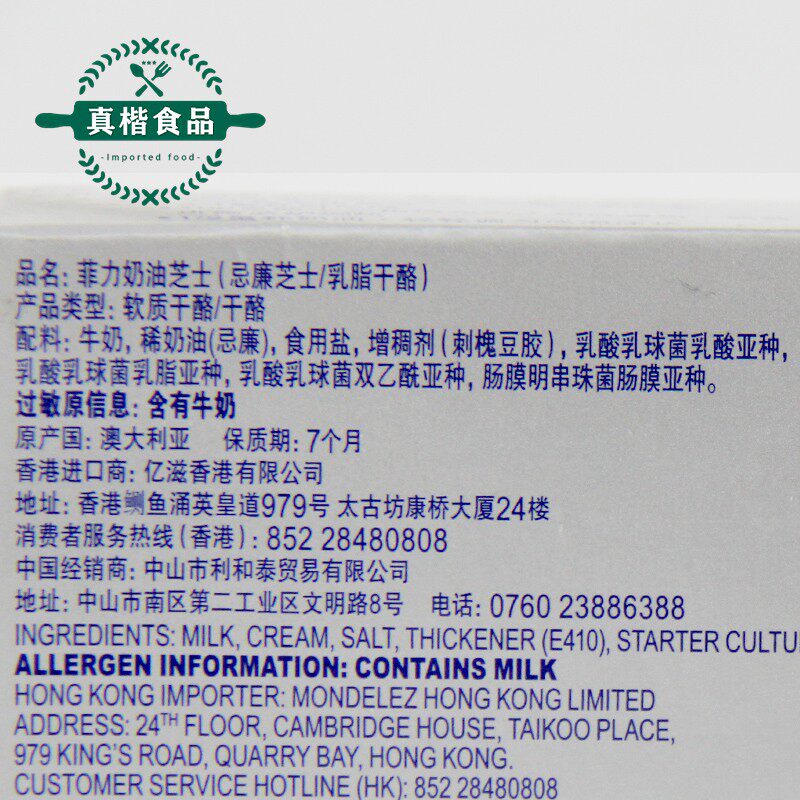 真楷食品
-Imported food-
品名: 菲力奶油芝士(忌廉芝士/乳脂干酪)
产品类型: 软质干酪/干酪
配料: 牛奶, 稀奶油(忌廉), 食用盐, 增稠剂(刺槐豆胶), 乳酸乳球菌乳酸亚种,
乳酸乳球菌乳脂亚种, 乳酸乳球菌双乙酰亚种, 肠膜明串珠菌肠膜亚种。
过敏原信息: 含有牛奶
原产国: 澳大利亚 保质期: 7个月
香港进口商: 亿滋香港有限公司
地址: 香港鲗鱼涌英皇道979号 太古坊康桥大厦24楼
消费者服务热线(香港): 852 28480808
中国经销商: 中山市利和泰贸易有限公司
地址: 中山市南区第二工业区文明路8号 电话: 0760 23886388
INGREDIENTS: MILK, CREAM, SALT, THICKENER (E410), STARTER CULTU
ALLERGEN INFORMATION: CONTAINS MILK
HONG KONG IMPORTER: MONDELEZ HONG KONG LIMITED
ADDRESS: 24TH FLOOR, CAMBRIDGE HOUSE, TAIKOO PLACE,
979 KING'S ROAD, QUARRY BAY, HONG KONG.
CUSTOMER SERVICE HOTLINE (HK): 852 28480808